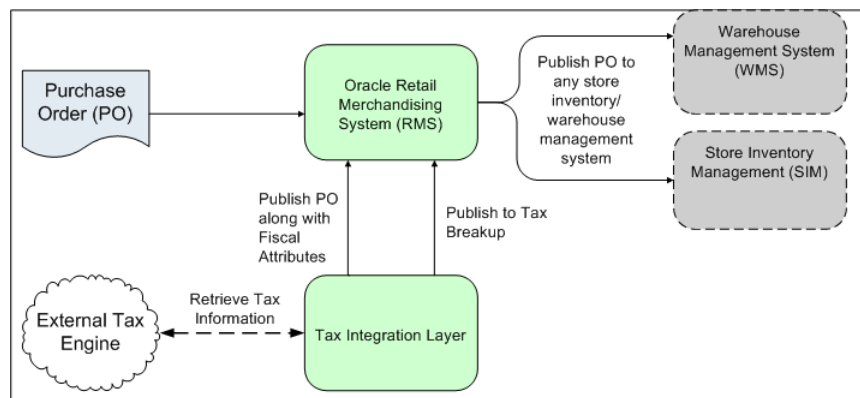 Purchase
Order (PO)
Oracle Retail
Merchandising
System (RMS)
Publish PO to
any store
inventory/
warehouse
management
system
Warehouse
Management System
(WMS)
Store Inventory
Management (SIM)
Publish PO
along with
Fiscal
Attributes
Publish to Tax
Breakup
External Tax
Engine
Retrieve Tax
Information
Tax Integration Layer